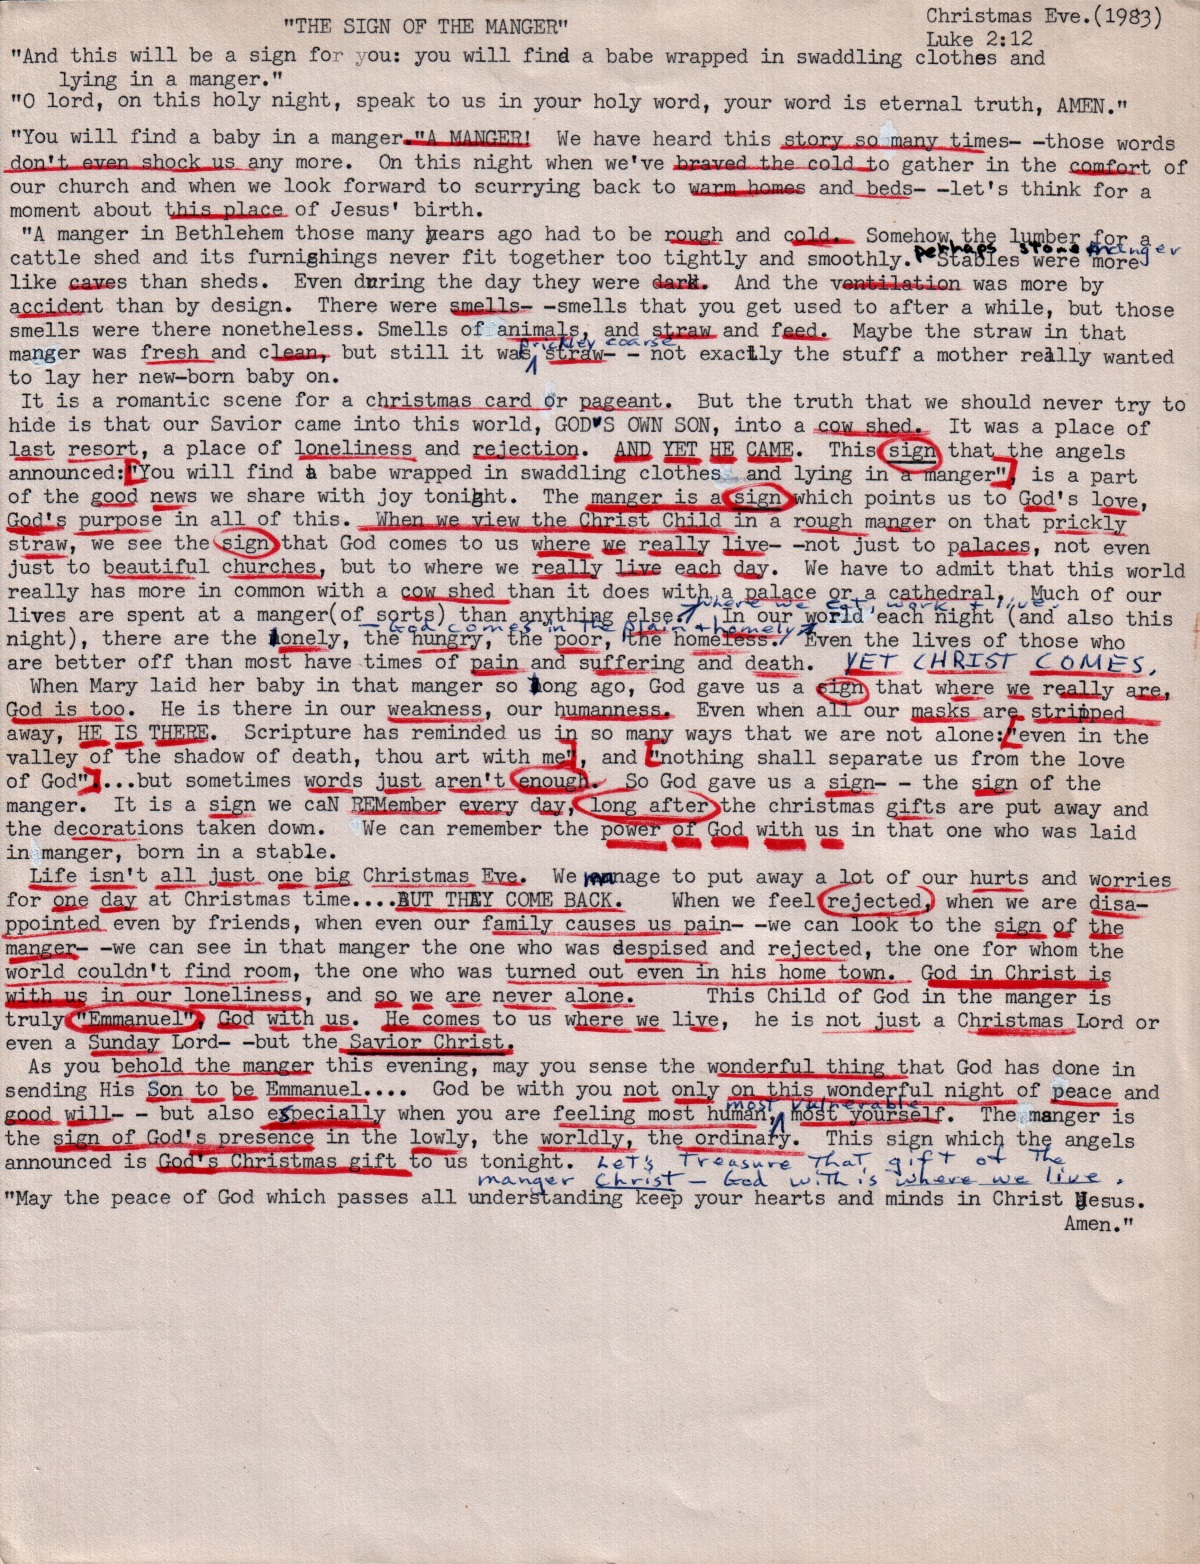 Christmas Eve.(1983)
"THE SIGN OF THE MANGER"
Luke 2:12
"And this will be a sign for you: you will find a babe wrapped in swaddling clothes and
lying in a manger."
"O lord, on this holy night, speak to us in your holy word, your word is eternal truth, AMEN."
"You will find a baby in a manger."A MANGER! We have heard this story so many times- -those words
don't even shock us any more. On this night when we've braved the cold to gather in the comfort of
our church and when we look forward to scurrying back to warm homes and beds- -let's think for a
moment about this place of Jesus' birth.
"A manger in Bethlehem those many years ago had to be rough and cold. Somehow the lumber for a
perhaps stone manger
cattle shed and its furnighings never fit together too tightly and smoothly. Stables were more
like caves than sheds. Even during the day they were dark. And the ventilation was more by
accident than by design. There were smells- -smells that you get used to after a while, but those
smells were there nonetheless. Smells of animals, and straw and feed. Maybe the straw in that
prickley coarse
manger was fresh and clean, but still it was straw- - not exactly the stuff a mother really wanted
to lay her new-born baby on.
It is a romantic scene for a christmas card or pageant. But the truth that we should never try to
hide is that our Savior came into this world, GOD'S OWN SON, into a cow shed. It was a place of
last resort, a place of loneliness and rejection. AND YET HE CAME. This sign that the angels
announced:["You will find a babe wrapped in swaddling clothes and lying in a manger"], is a part
of the good news we share with joy tonight. The manger is a sign which points us to God's love,
God's purpose in all of this. When we view the Christ Child in a rough manger on that prickly
straw, we see the sign that God comes to us where we really live- -not just to palaces, not even
just to beautiful churches, but to where we really live each day. We have to admit that this world
really has more in common with a cow shed than it does with a palace or a cathedral. Much of our
where we eat, work + live.
lives are spent at a manger(of sorts) than anything else. In our world each night (and also this
- God comes in the plain + homely
night), there are the lonely, the hungry, the poor, the homeless. Even the lives of those who
are better off than most have times of pain and suffering and death. YET CHRIST COMES.
When Mary laid her baby in that manger so long ago, God gave us a sign that where we really are,
God is too. He is there in our weakness, our humanness. Even when all our masks are stripped
away, HE IS THERE. Scripture has reminded us in so many ways that we are not alone:["even in the
valley of the shadow of death, thou art with me"], and ["nothing shall separate us from the love
of God"]...but sometimes words just aren't enough. So God gave us a sign- - the sign of the
manger. It is a sign we caN REMember every day, long after the christmas gifts are put away and
the decorations taken down. We can remember the power of God with us in that one who was laid
in manger, born in a stable.
Life isn't all just one big Christmas Eve. We manage to put away a lot of our hurts and worries
for one day at Christmas time....BUT THEY COME BACK. When we feel rejected, when we are disa-
ppointed even by friends, when even our family causes us pain- -we can look to the sign of the
manger- -we can see in that manger the one who was despised and rejected, the one for whom the
world couldn't find room, the one who was turned out even in his home town. God in Christ is
with us in our loneliness, and so we are never alone. This Child of God in the manger is
truly "Emmanuel", God with us. He comes to us where we live, he is not just a Christmas Lord or
even a Sunday Lord- -but the Savior Christ.
As you behold the manger this evening, may you sense the wonderful thing that God has done in
sending His Son to be Emmanuel.... God be with you not only on this wonderful night of peace and
most vulnerable
good will- - but also especially when you are feeling most human, most yourself. The manger is
the sign of God's presence in the lowly, the worldly, the ordinary. This sign which the angels
announced is God's Christmas gift to us tonight. Let's treasure that gift of the
manger Christ - God with is where we live.
"May the peace of God which passes all understanding keep your hearts and minds in Christ Jesus.
Amen."